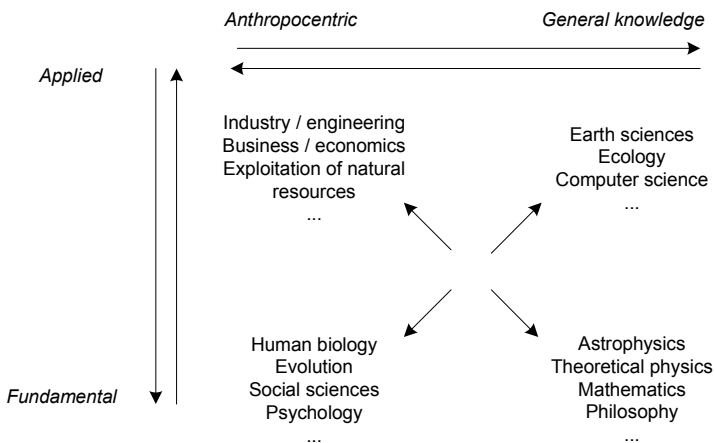 Anthropocentric
General knowledge
Applied
Industry / engineering
Business / economics
Exploitation of natural
resources
...
Earth sciences
Ecology
Computer science
...
Human biology
Evolution
Social sciences
Psychology
...
Astrophysics
Theoretical physics
Mathematics
Philosophy
...
Fundamental